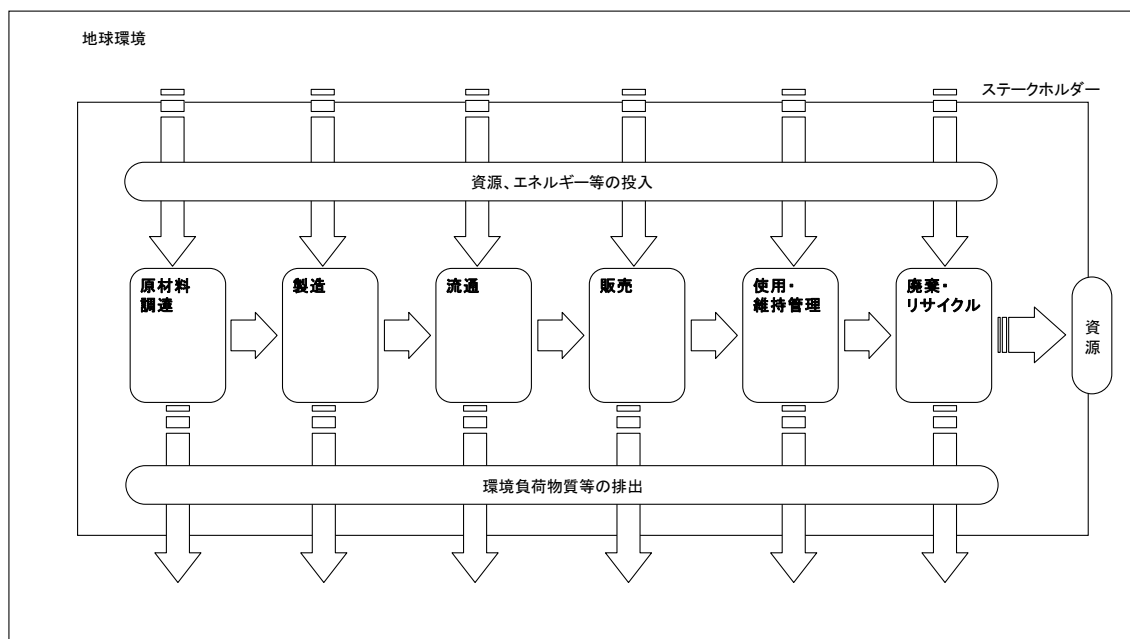 地球環境
ステークホルダー
資源、エネルギー等の投入
原材料
調達
製造
流通
販売
使用・
維持管理
廃棄・
リサイクル
資
源
環境負荷物質等の排出